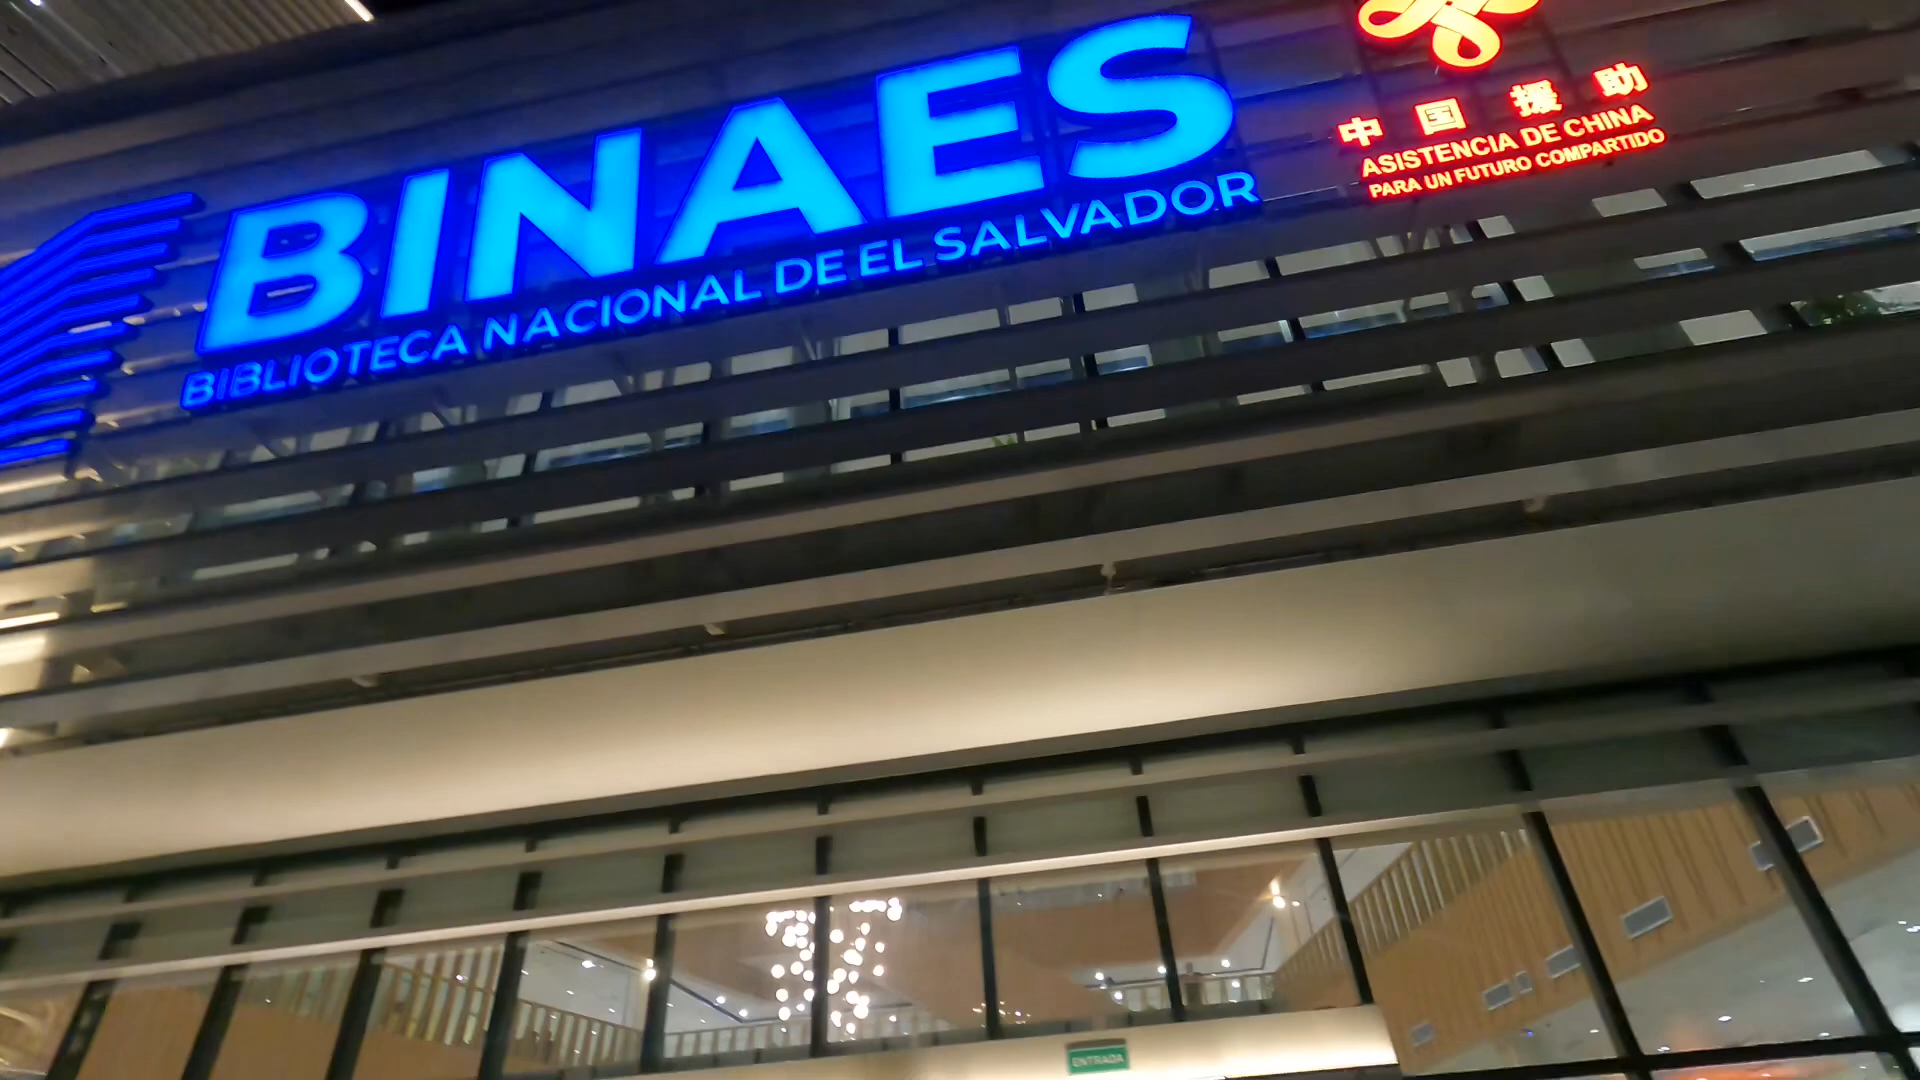 BINAES
BIBLIOTECA NACIONAL DE EL SALVADOR
中国援助
ASISTENCIA DE CHINA
PARA UN FUTURO COMPARTIDO
ENTRADA